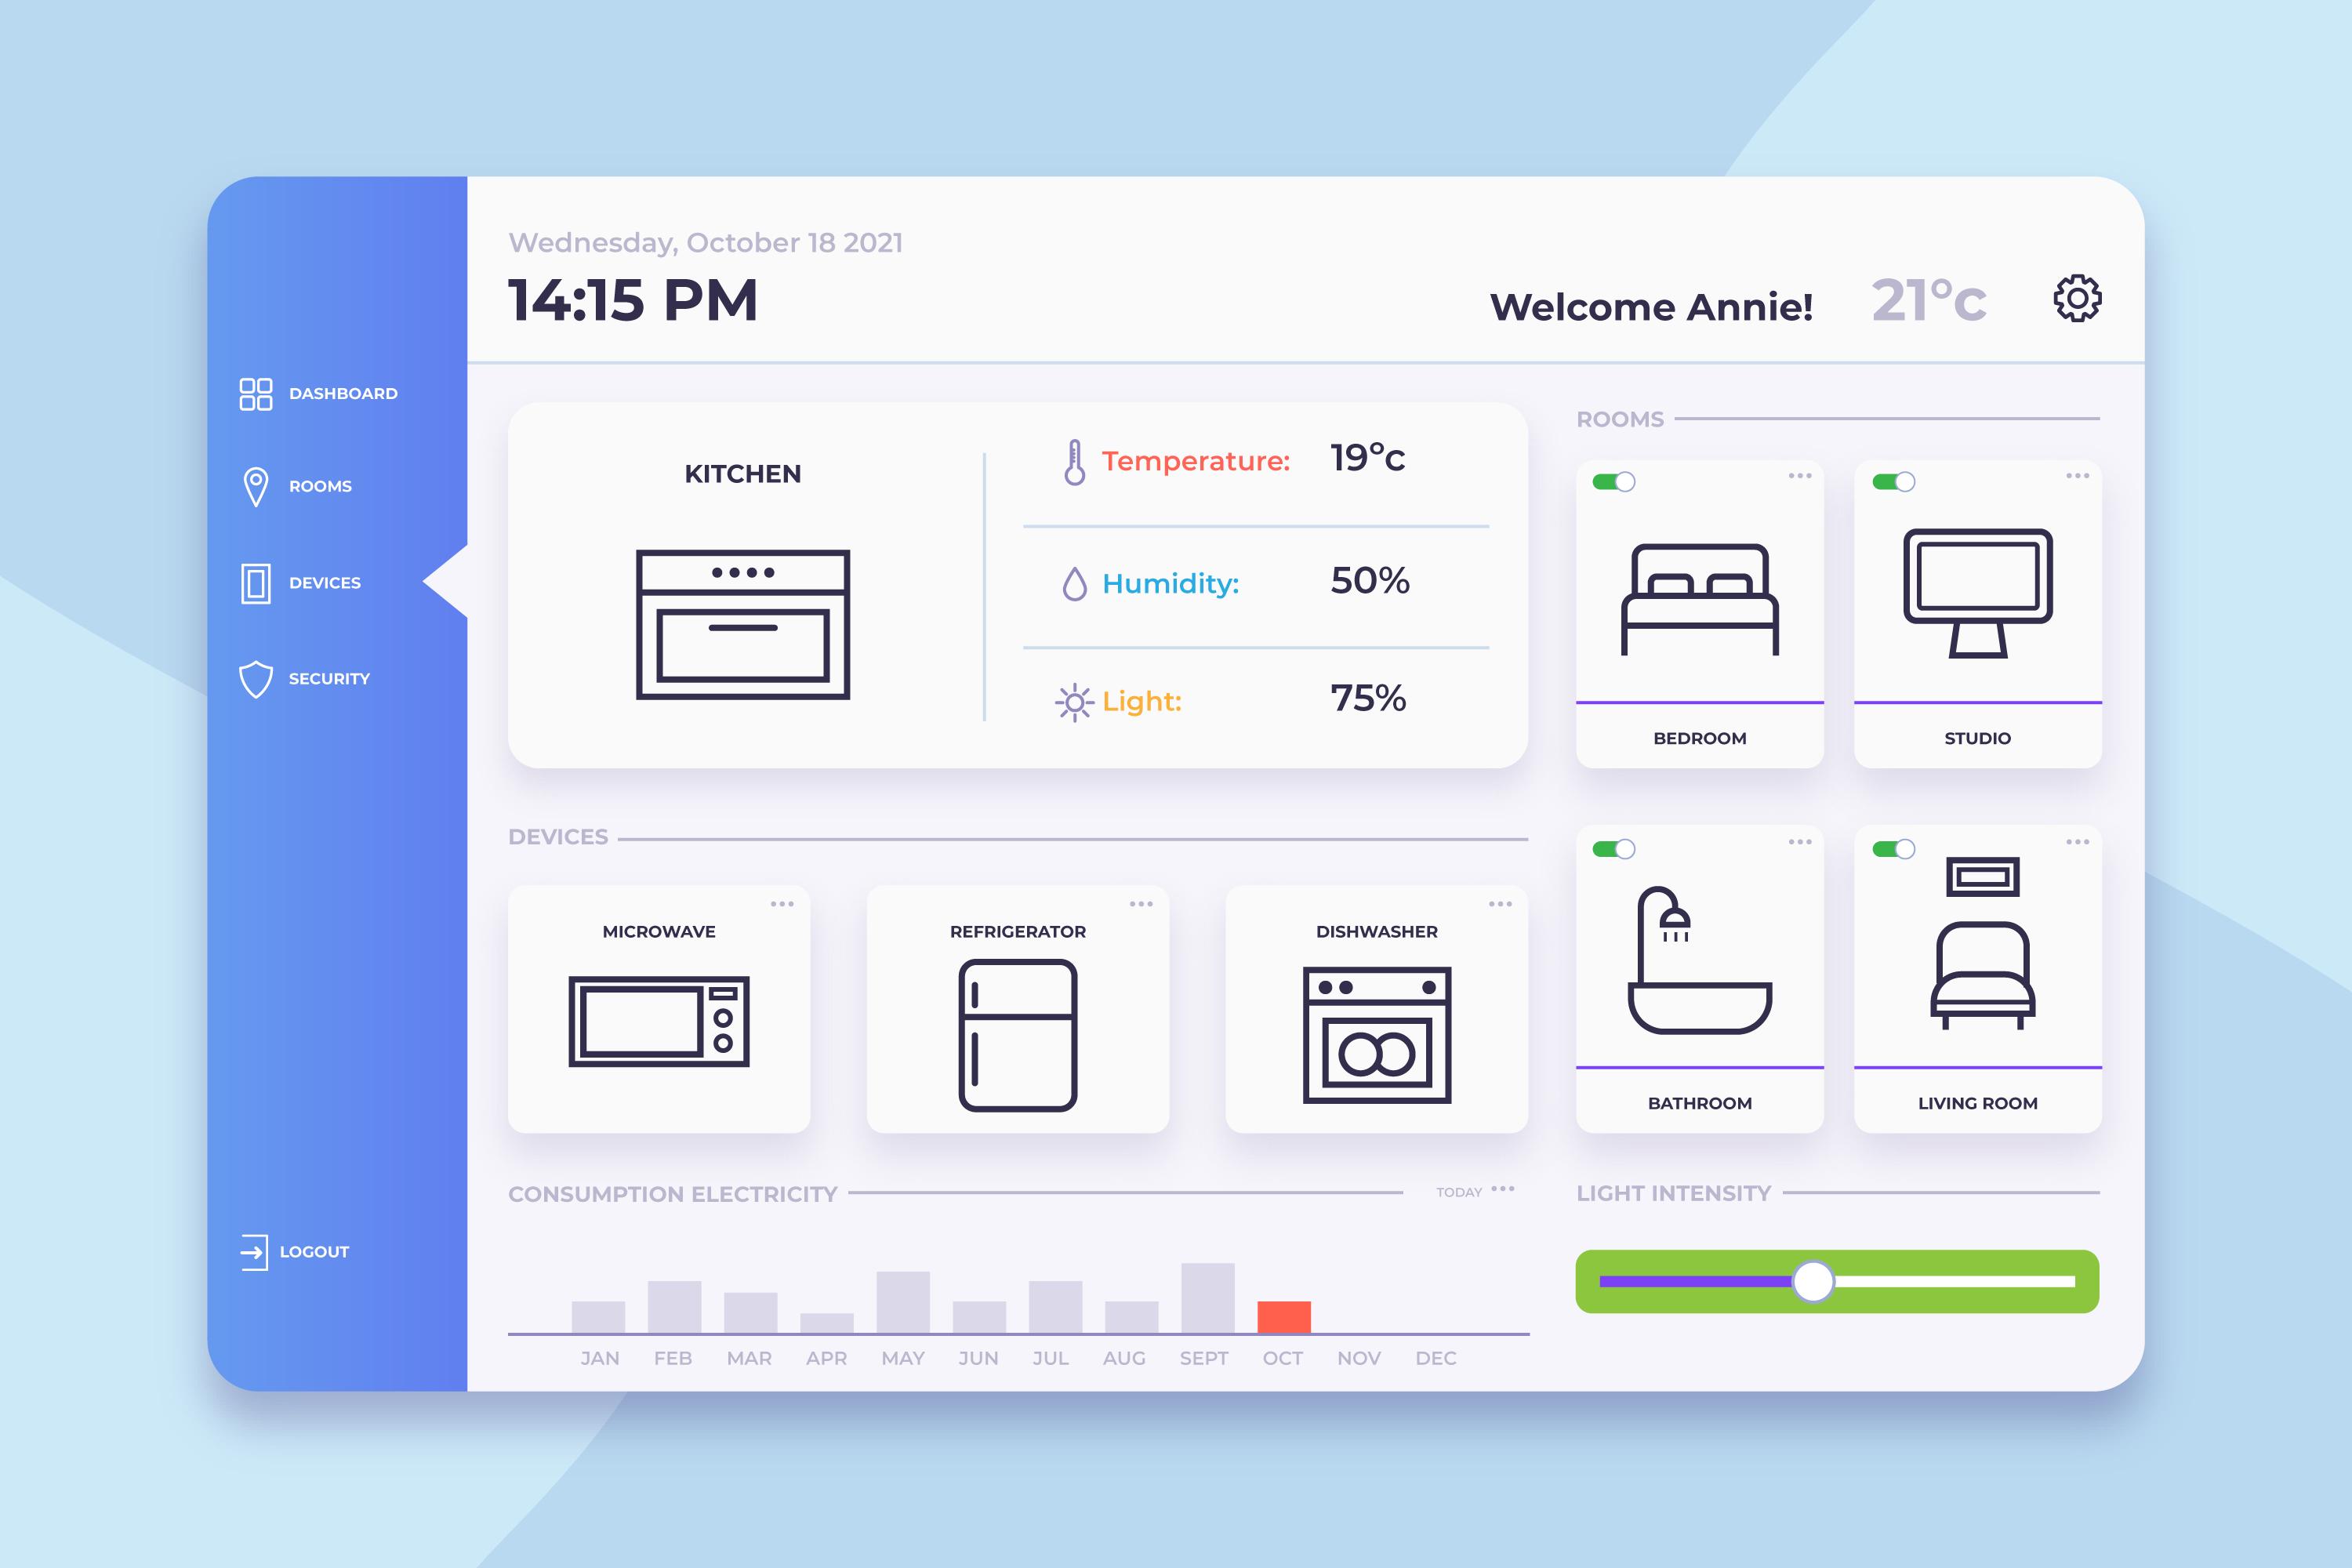 Wednesday, October 18 2021
14:15 PM
Welcome Annie!
21°c
DASHBOARD
ROOMS
DEVICES
SECURITY
LOGOUT
KITCHEN
Temperature: 19°c
Humidity: 50%
Light: 75%
DEVICES
MICROWAVE
REFRIGERATOR
DISHWASHER
CONSUMPTION ELECTRICITY
TODAY
JAN FEB MAR APR MAY JUN JUL AUG SEPT OCT NOV DEC
ROOMS
BEDROOM
STUDIO
BATHROOM
LIVING ROOM
LIGHT INTENSITY